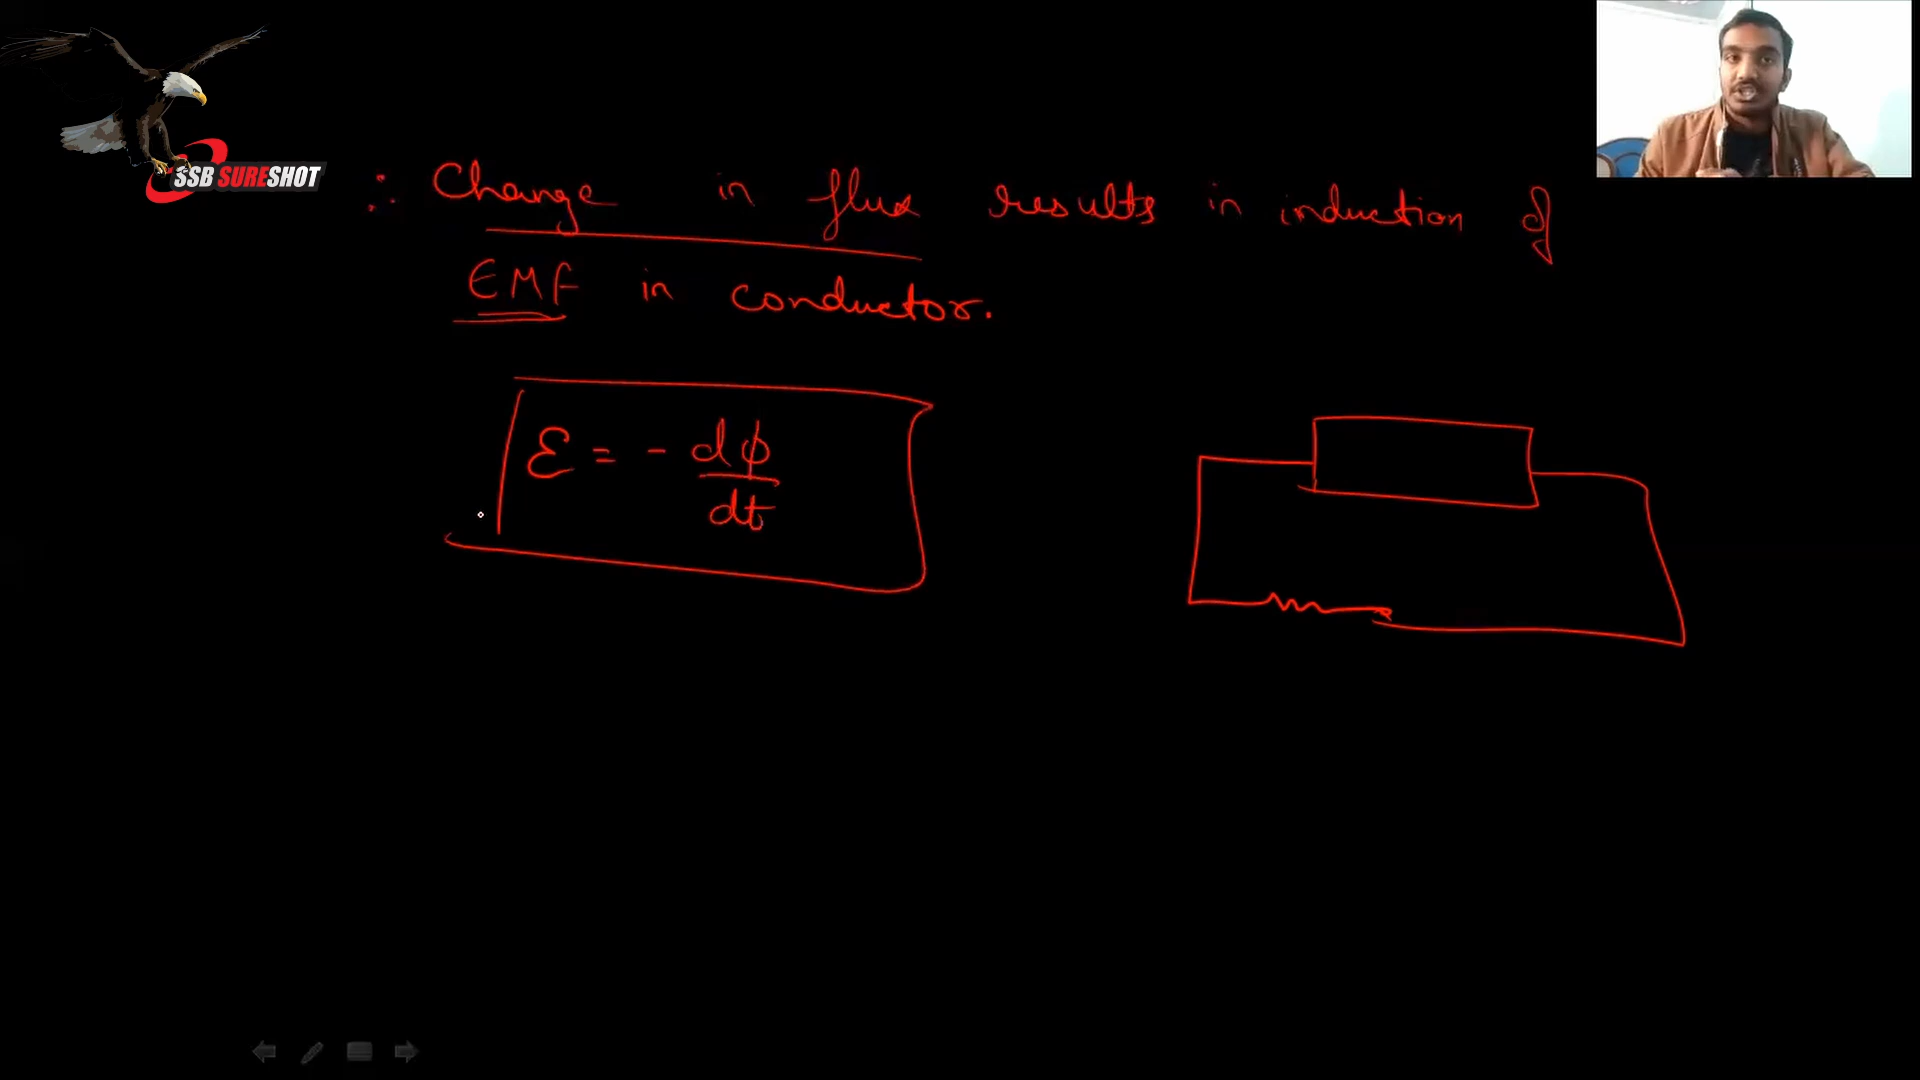 SSB SURESHOT
∴ Change in flux results in induction of
EMF in conductor.
ℰ = - dϕ/dt